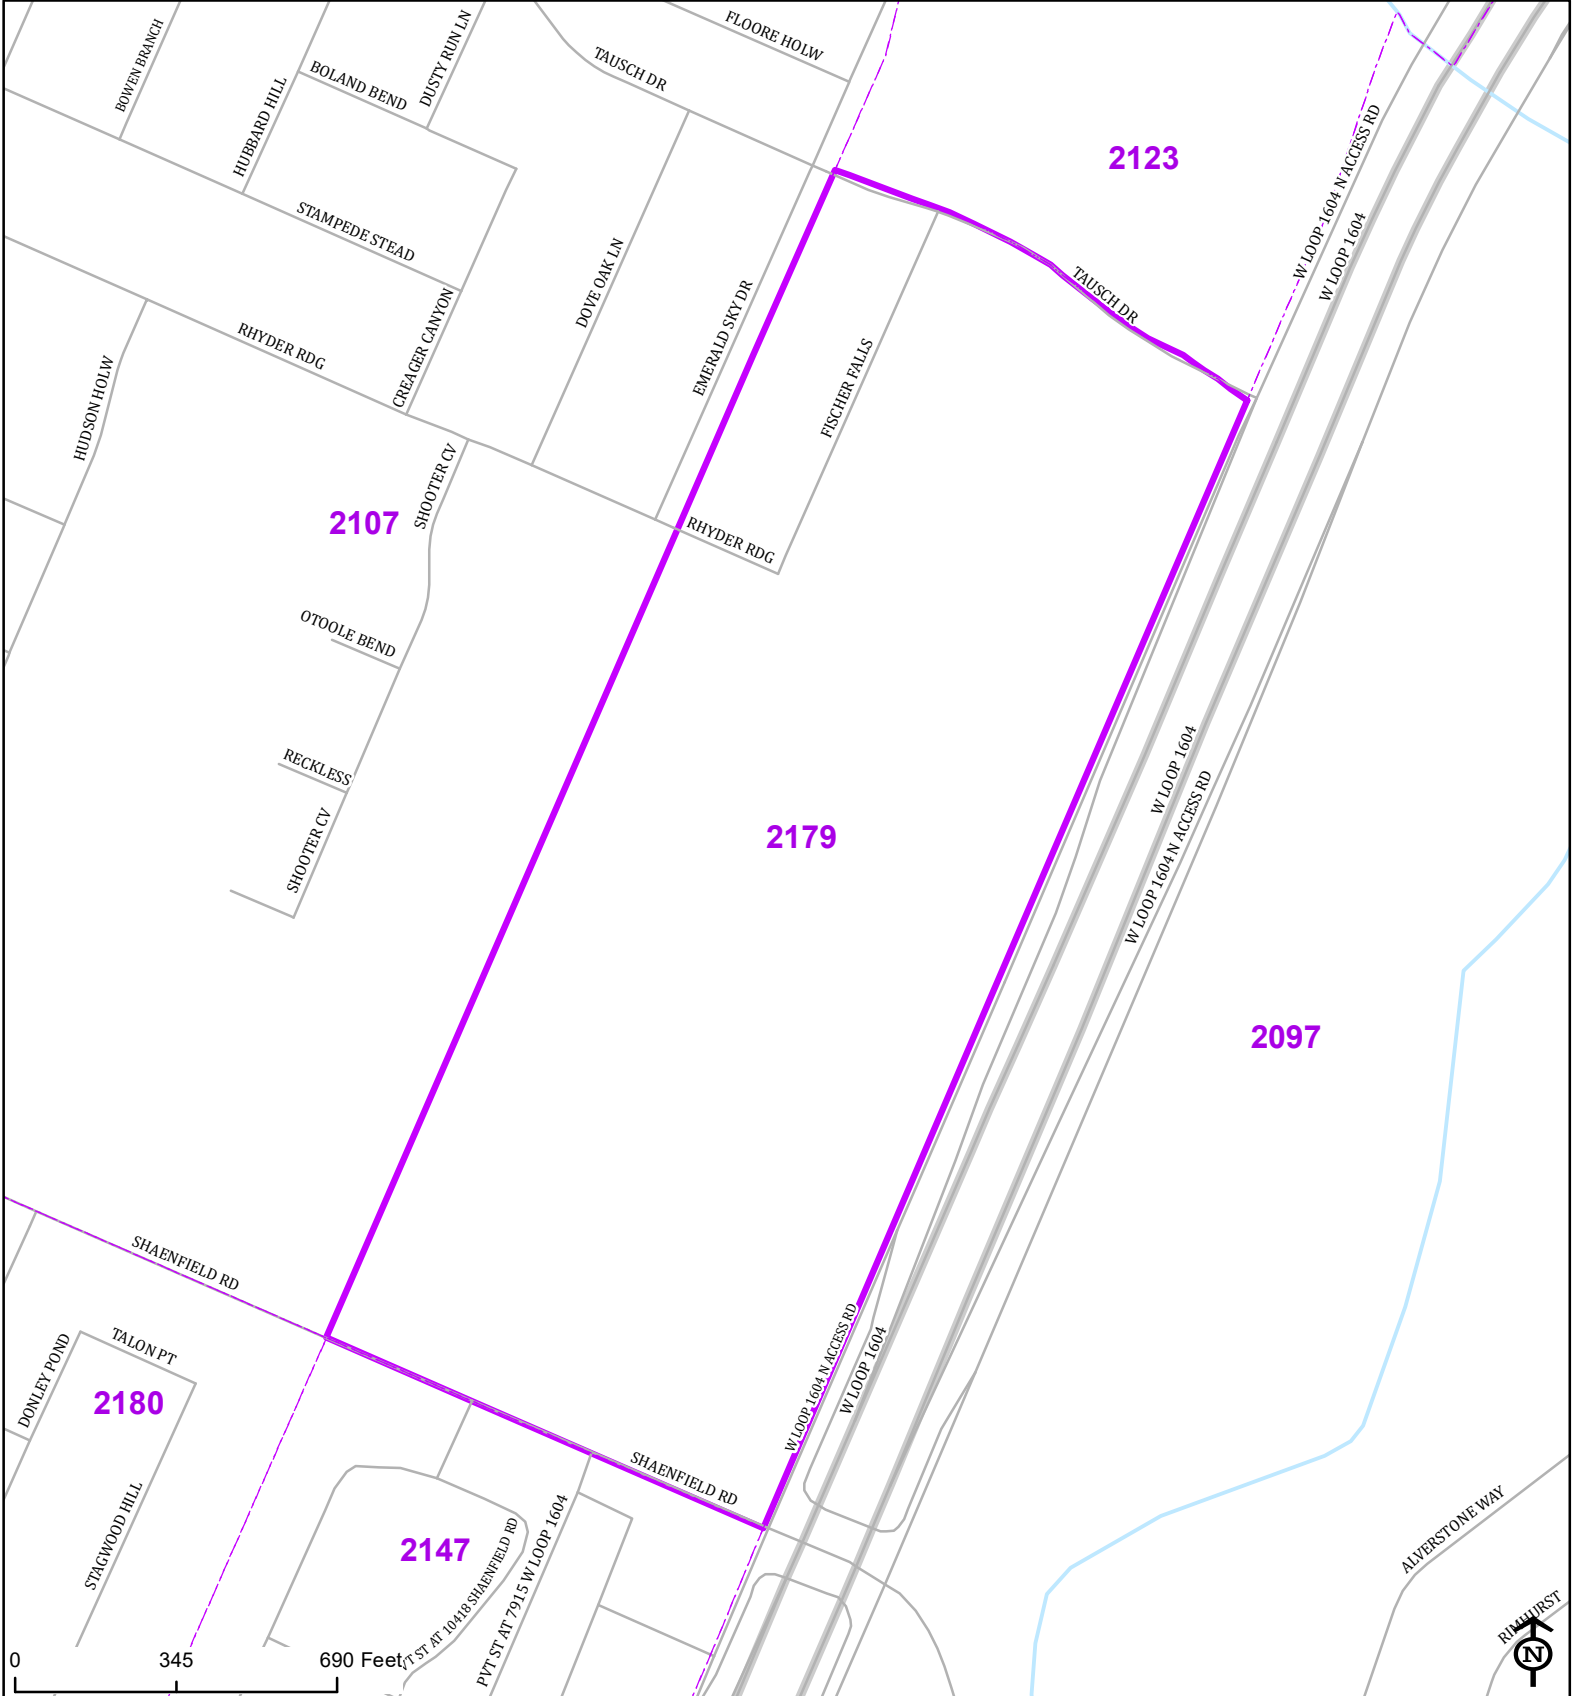 FLOORE HOLW
DUSTY RUN LN
BOWEN BRANCH
TAUSCH DR
BOLAND BEND
HUBBARD HILL
2123
W LOOP 1604 N ACCESS RD
W LOOP 1604
STAMPEDE STEAD
DOVE OAK LN
TAUSCH DR
EMERALD SKY DR
RHYDER RDG
CREAGER CANYON
FISCHER FALLS
HUDSON HOLW
SHOOTER CV
2107
RHYDER RDG
OTOOLE BEND
RECKLESS
W LOOP 1604
W LOOP 1604 N ACCESS RD
2179
SHOOTER CV
2097
SHAENFIELD RD
W LOOP 1604 N ACCESS RD
W LOOP 1604
TALON PT
DONLEY POND
2180
SHAENFIELD RD
STAGWOOD HILL
2147
VT ST AT 10418 SHAENFIELD RD
PVT ST AT 7915 W LOOP 1604
ALVERSTONE WAY
RIMHURST
N
0 345 690 Feet